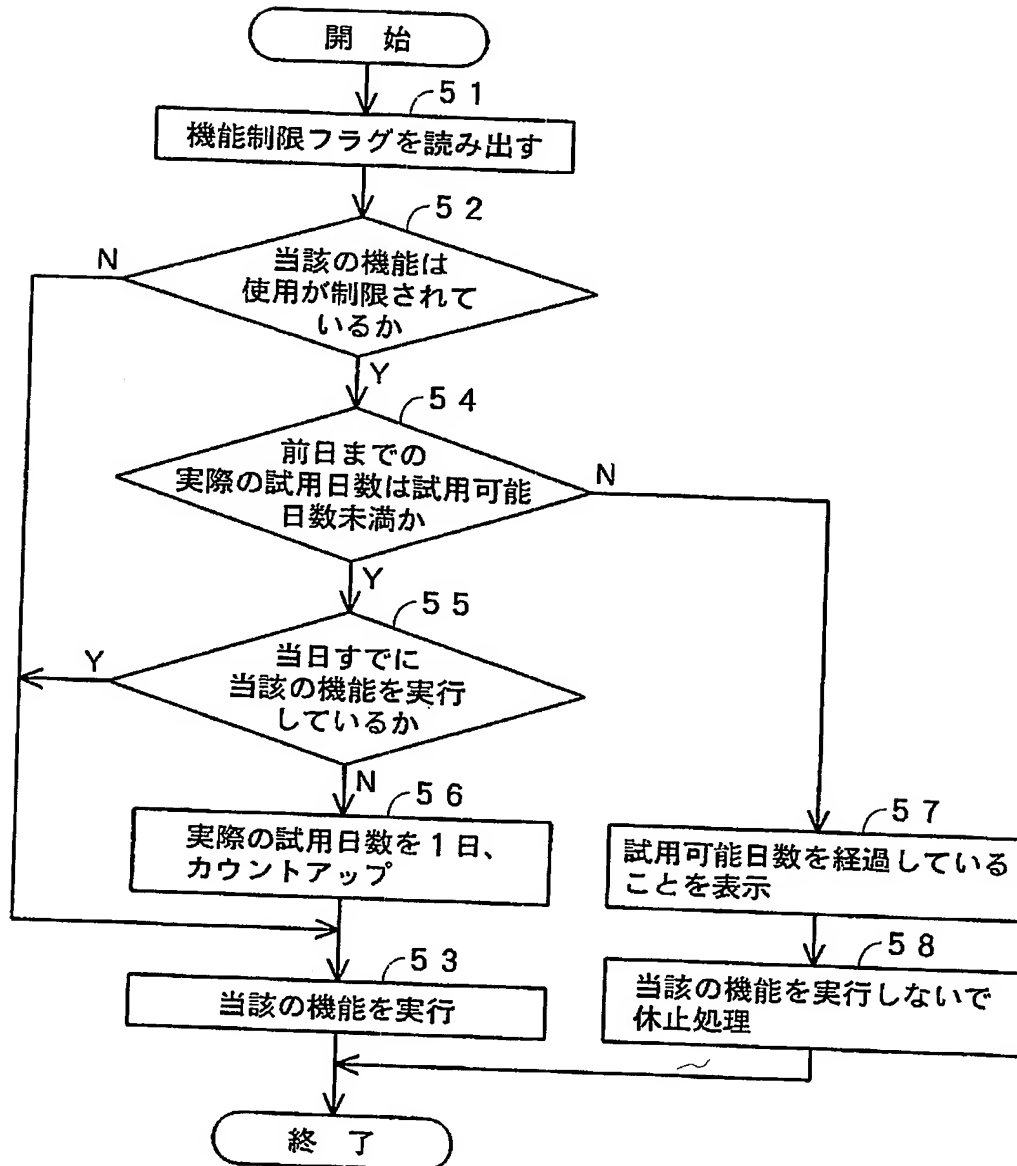 開 始
51
機能制限フラグを読み出す
52
N
当該の機能は
使用が制限されて
いるか
Y
54
前日までの
実際の試用日数は試用可能
日数未満か
N
Y
55
Y
当日すでに
当該の機能を実行
しているか
N
56
実際の試用日数を1日、
カウントアップ
57
試用可能日数を経過している
ことを表示
53
当該の機能を実行
58
当該の機能を実行しないで
休止処理
終 了